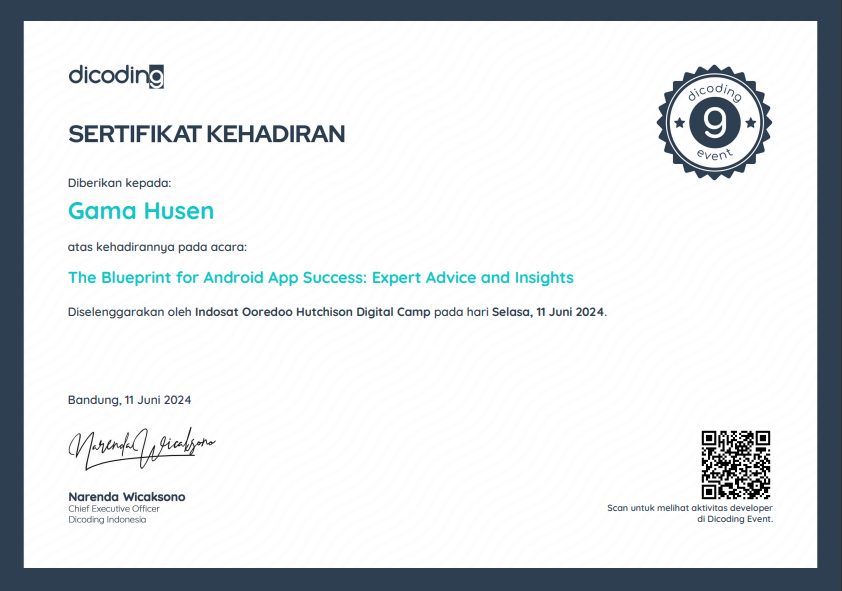 dicoding
SERTIFIKAT KEHADIRAN
dicoding
9
event
Diberikan kepada:
Gama Husen
atas kehadirannya pada acara:
The Blueprint for Android App Success: Expert Advice and Insights
Diselenggarakan oleh Indosat Ooredoo Hutchison Digital Camp pada hari Selasa, 11 Juni 2024.
Bandung, 11 Juni 2024
Narenda Wicaksono
Narenda Wicaksono
Chief Executive Officer
Dicoding Indonesia
Scan untuk melihat aktivitas developer
di Dicoding Event.